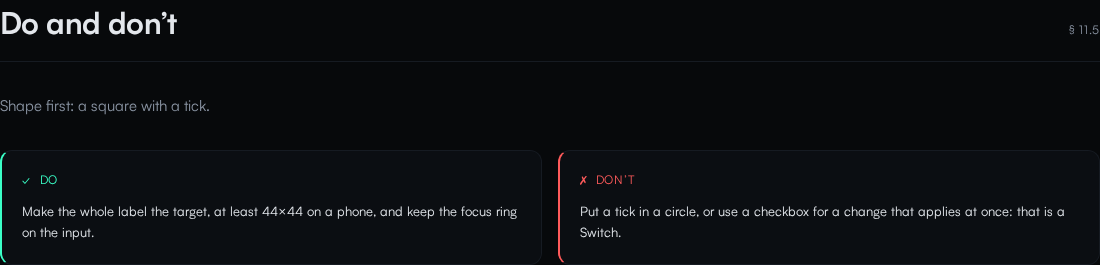 Do and don’t
§ 11.5
Shape first: a square with a tick.
✓ DO
Make the whole label the target, at least 44×44 on a phone, and keep the focus ring
on the input.
✗ DON’T
Put a tick in a circle, or use a checkbox for a change that applies at once: that is a
Switch.